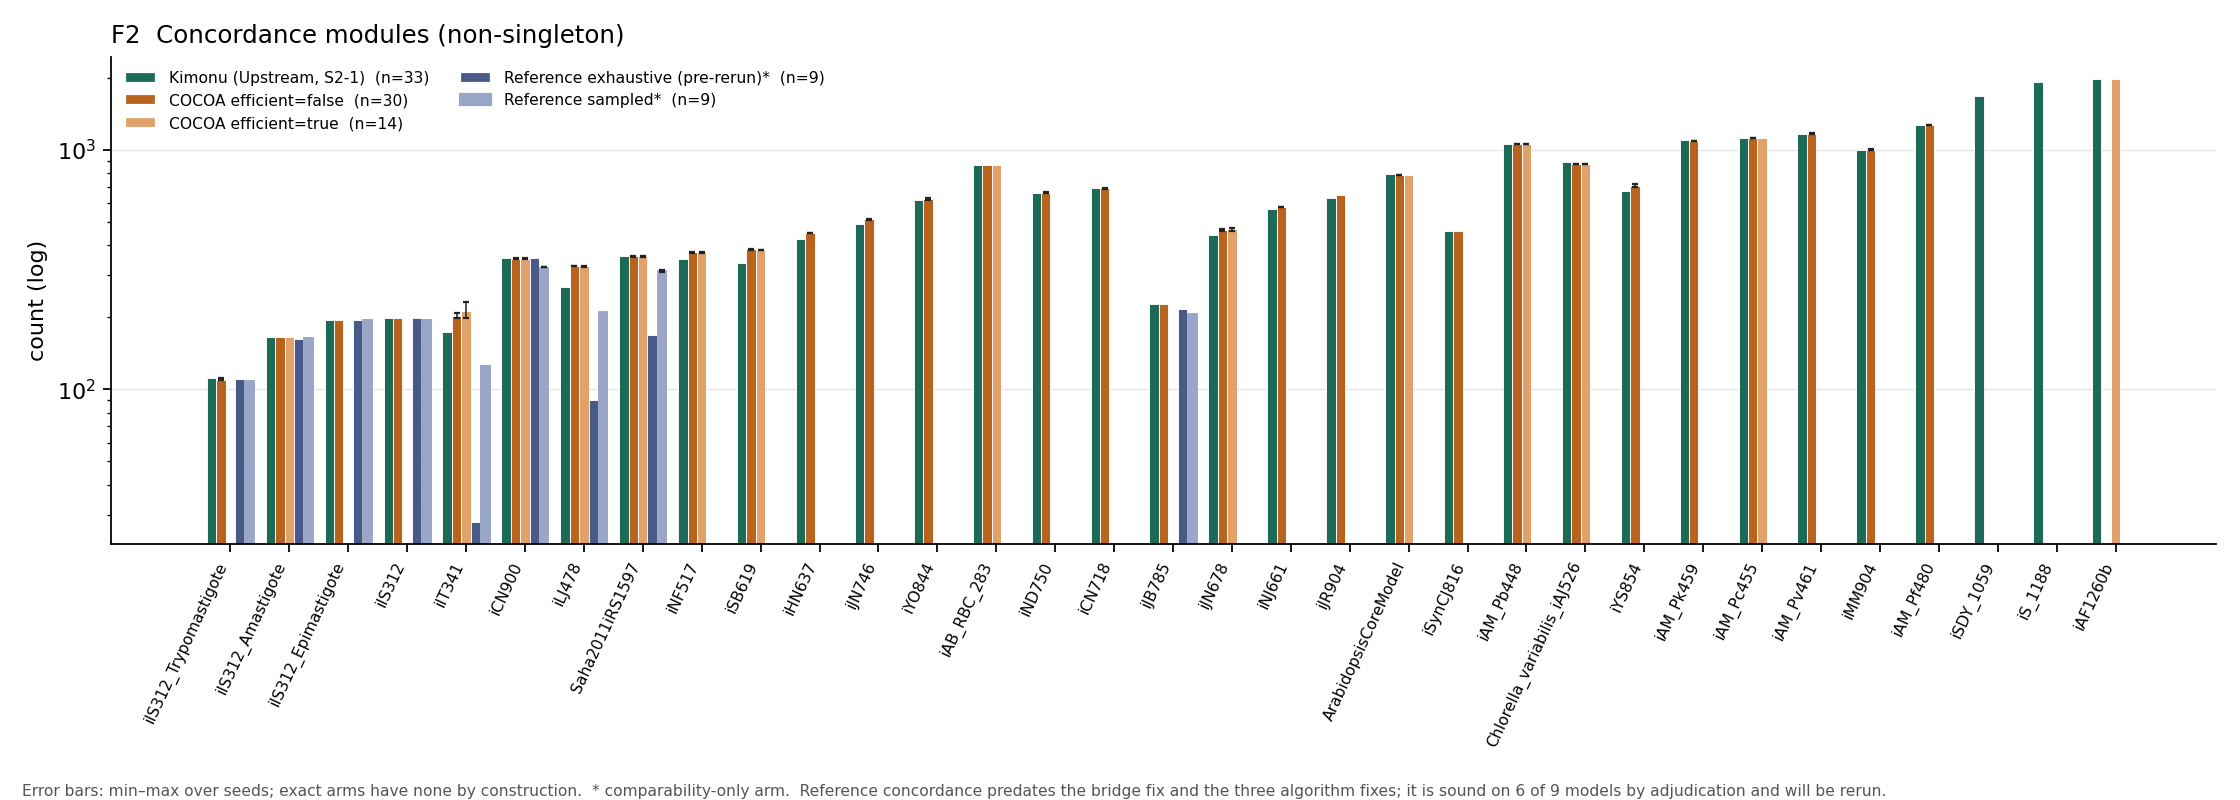 F2  Concordance modules (non-singleton)
Kimonu (Upstream, S2-1)  (n=33)
COCOA efficient=false  (n=30)
COCOA efficient=true  (n=14)
Reference exhaustive (pre-rerun)*  (n=9)
Reference sampled*  (n=9)
count (log)
10³
10²
iIS312_Trypomastigote
iIS312_Amastigote
iIS312_Epimastigote
iIS312
iIT341
iCN900
iLJ478
Saha2011iRS1597
iNF517
iSB619
iHN637
iJN746
iYO844
iAB_RBC_283
iND750
iCN718
iJB785
iJN678
iNJ661
iJR904
ArabidopsisCoreModel
iSynCJ816
iAM_Pb448
Chlorella_variabilis_iAJ526
iYS854
iAM_Pk459
iAM_Pc455
iAM_Pv461
iMM904
iAM_Pf480
iSDY_1059
iS_1188
iAF1260b
Error bars: min–max over seeds; exact arms have none by construction.  * comparability-only arm.  Reference concordance predates the bridge fix and the three algorithm fixes; it is sound on 6 of 9 models by adjudication and will be rerun.